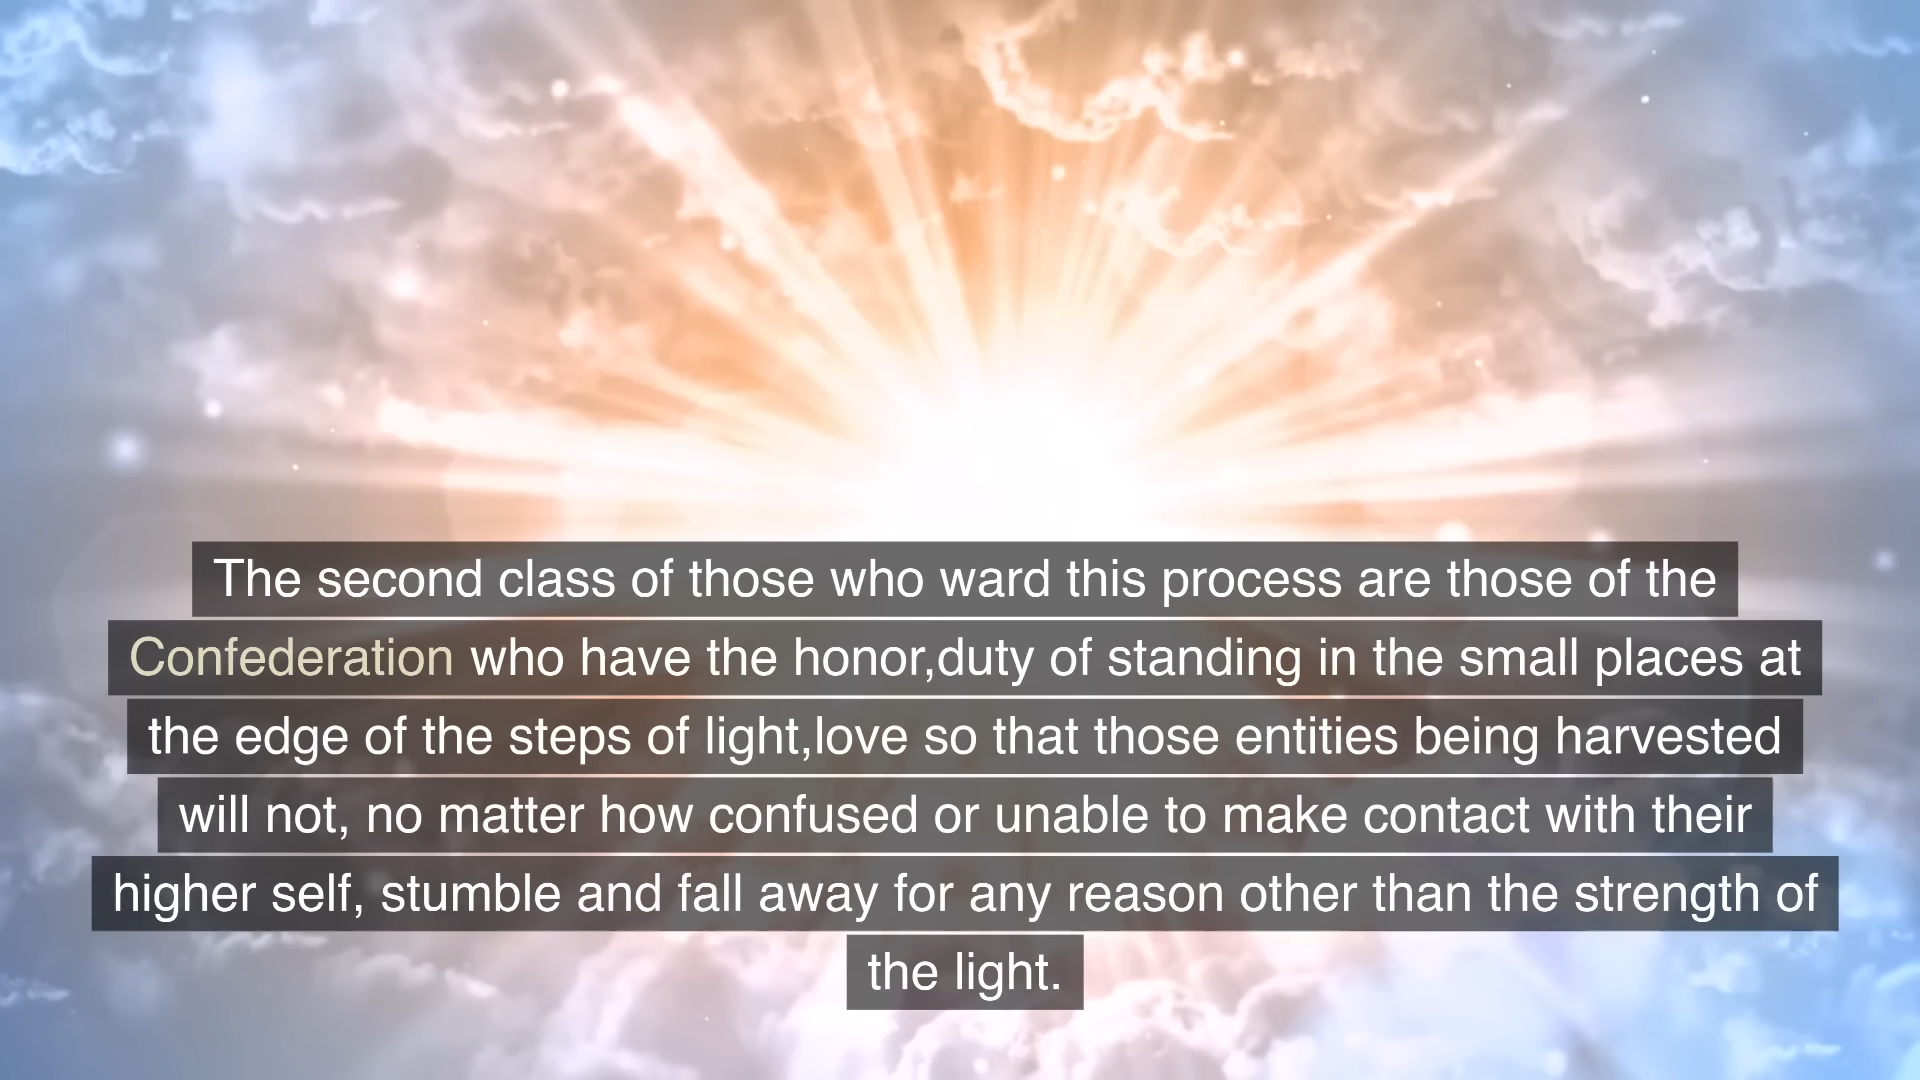 The second class of those who ward this process are those of the
Confederation who have the honor,duty of standing in the small places at
the edge of the steps of light,love so that those entities being harvested
will not, no matter how confused or unable to make contact with their
higher self, stumble and fall away for any reason other than the strength of
the light.